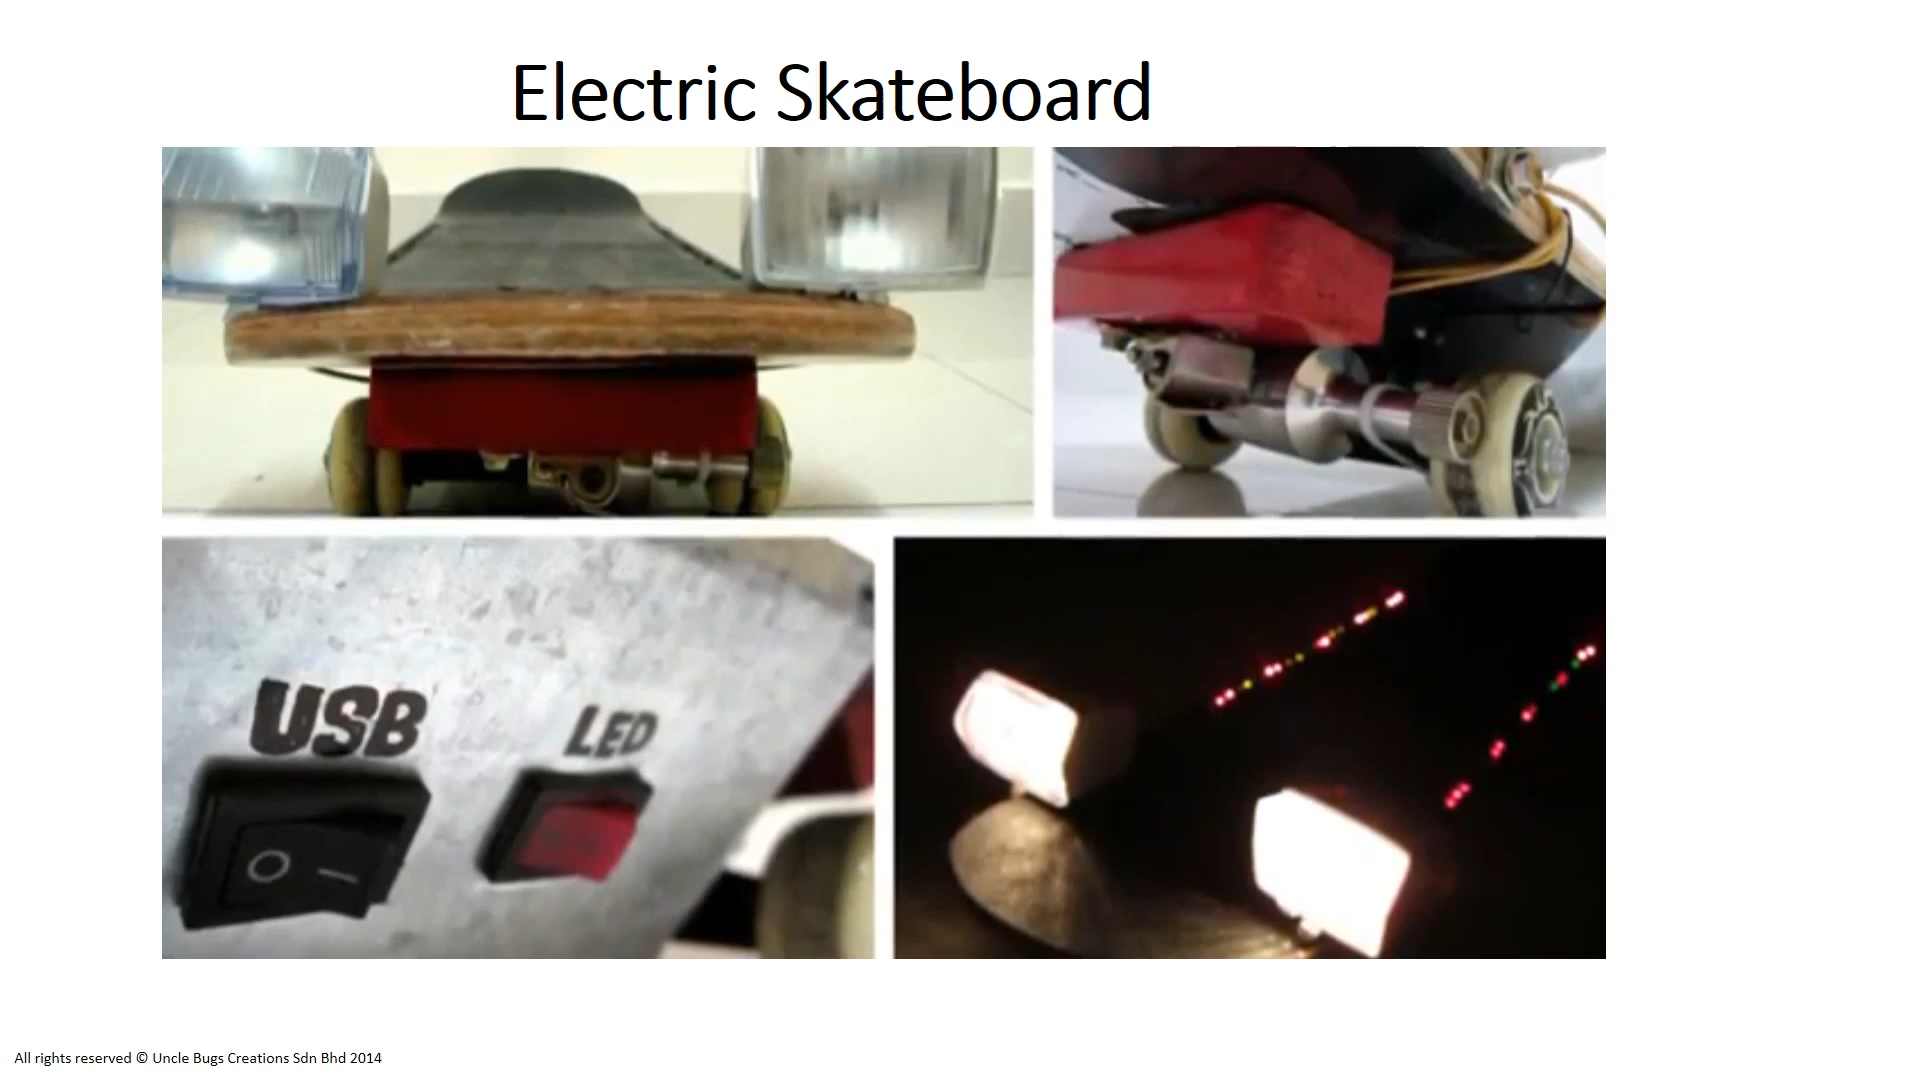 Electric Skateboard
USB
LED
All rights reserved © Uncle Bugs Creations Sdn Bhd 2014